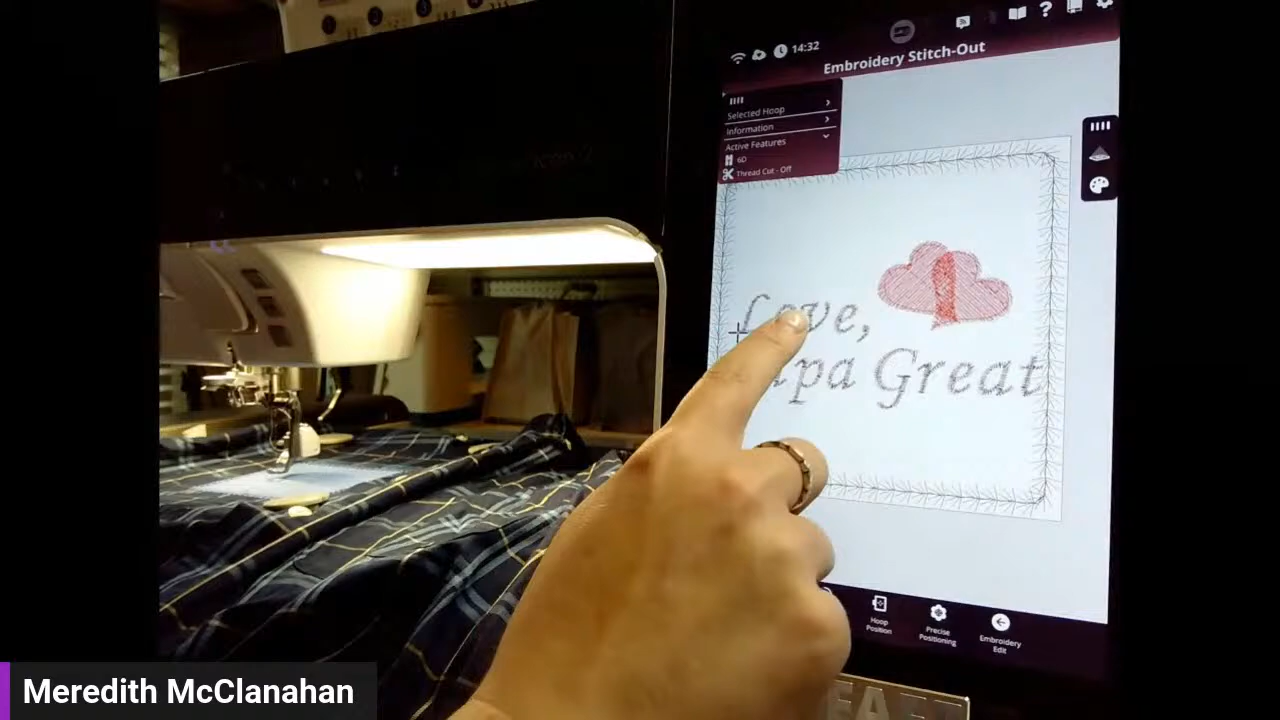 14:32
Embroidery Stitch-Out
Selected Hoop
Information
Active Features
6D
Thread Cut - Off
Love,
Great
Hoop Position
Precise Positioning
Embroidery Edit
Meredith McClanahan